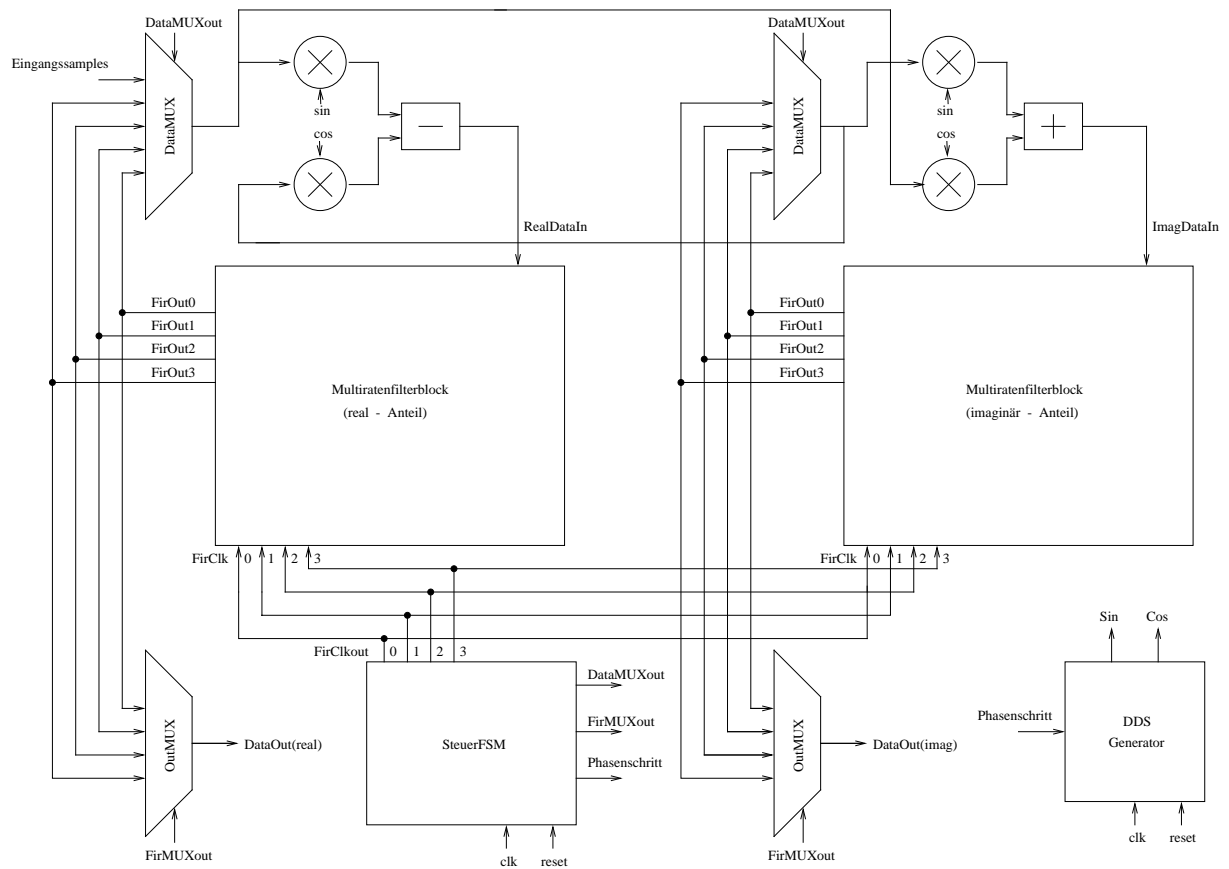 DataMUXout
DataMUXout
Eingangssamples
DataMUX
sin
cos
DataMUX
sin
cos
RealDataIn
ImagDataIn
FirOut0
FirOut1
FirOut2
FirOut3
Multiratenfilterblock
(real - Anteil)
FirOut0
FirOut1
FirOut2
FirOut3
Multiratenfilterblock
(imaginär - Anteil)
FirClk 0 1 2 3
FirClk 0 1 2 3
FirClkout 0 1 2 3
Sin Cos
DataMUXout
FirMUXout
Phasenschritt
SteuerFSM
OutMUX
DataOut(real)
OutMUX
DataOut(imag)
Phasenschritt
DDS
Generator
clk reset
clk reset
FirMUXout
FirMUXout